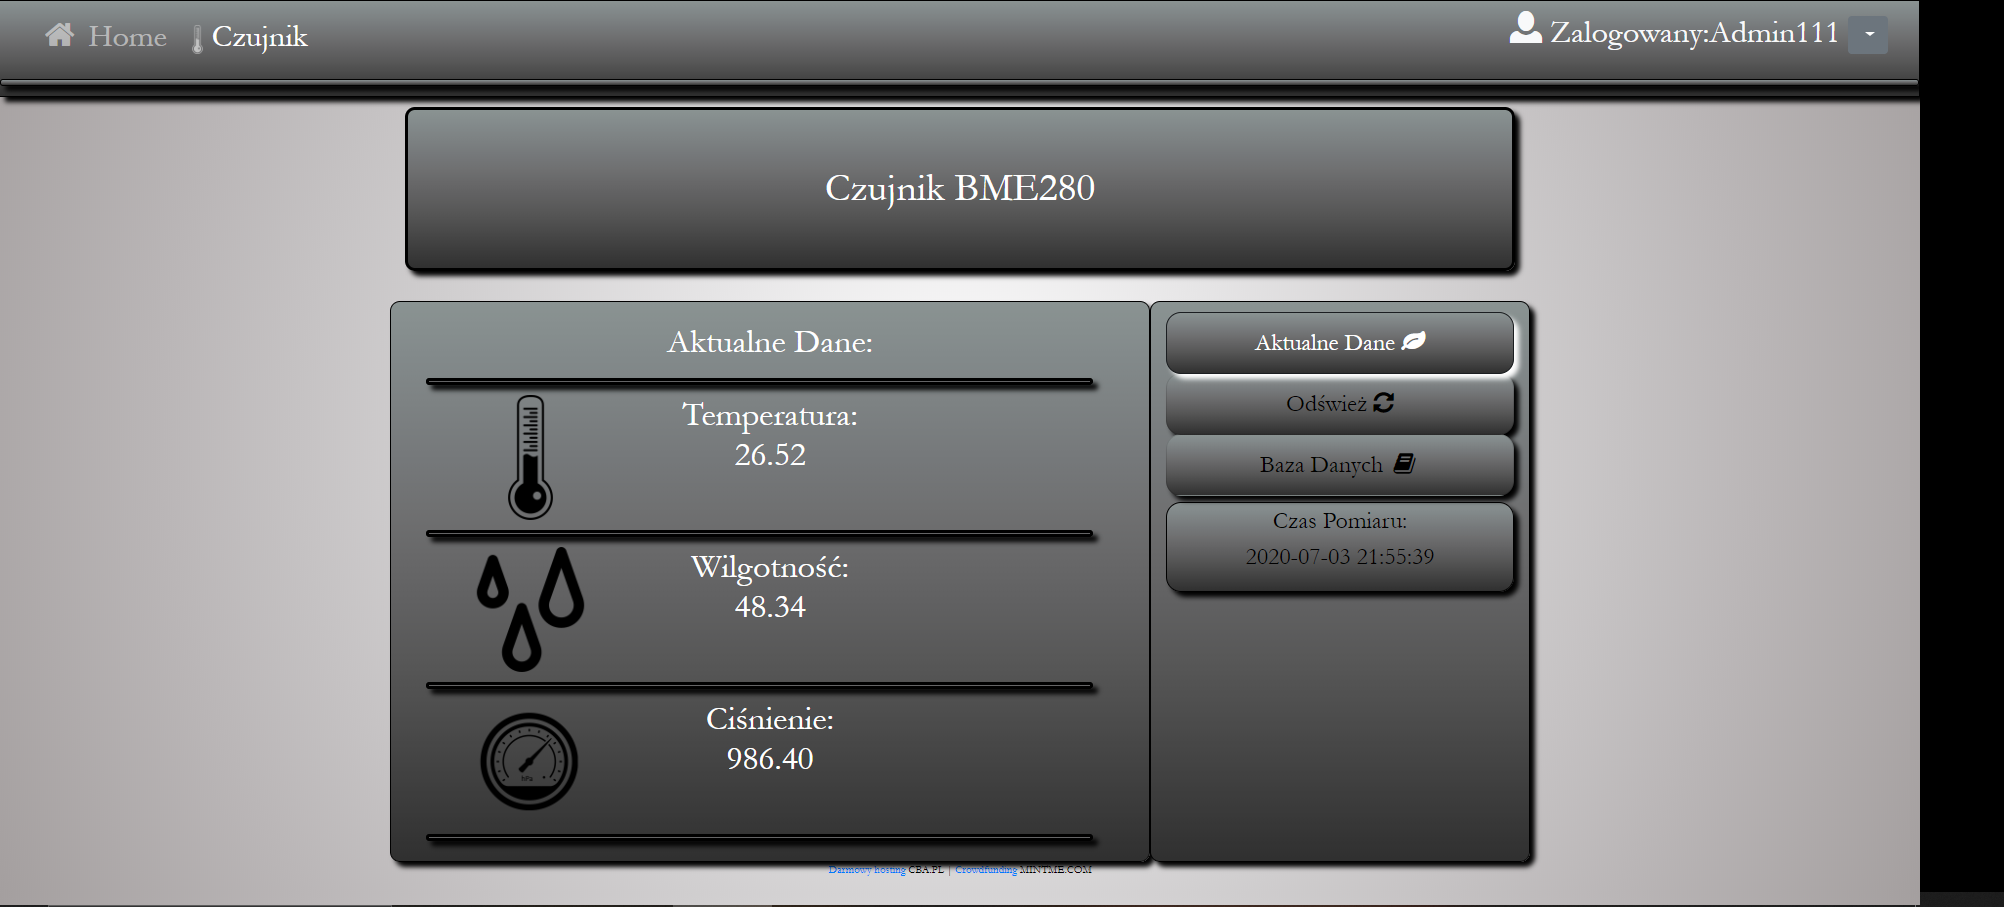 Home Czujnik Zalogowany:Admin111
Czujnik BME280
Aktualne Dane:
Temperatura:
26.52
Wilgotność:
48.34
Ciśnienie:
986.40
hPa
Aktualne Dane
Odśwież
Baza Danych
Czas Pomiaru:
2020-07-03 21:55:39
Darmowy hosting CBA.PL | Crowdfunding MINTME.COM